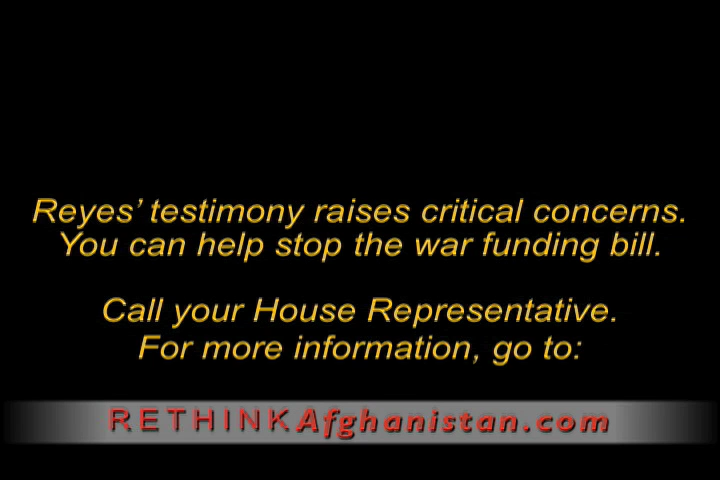 Reyes’ testimony raises critical concerns.
You can help stop the war funding bill.
Call your House Representative.
For more information, go to:
RETHINKAfghanistan.com